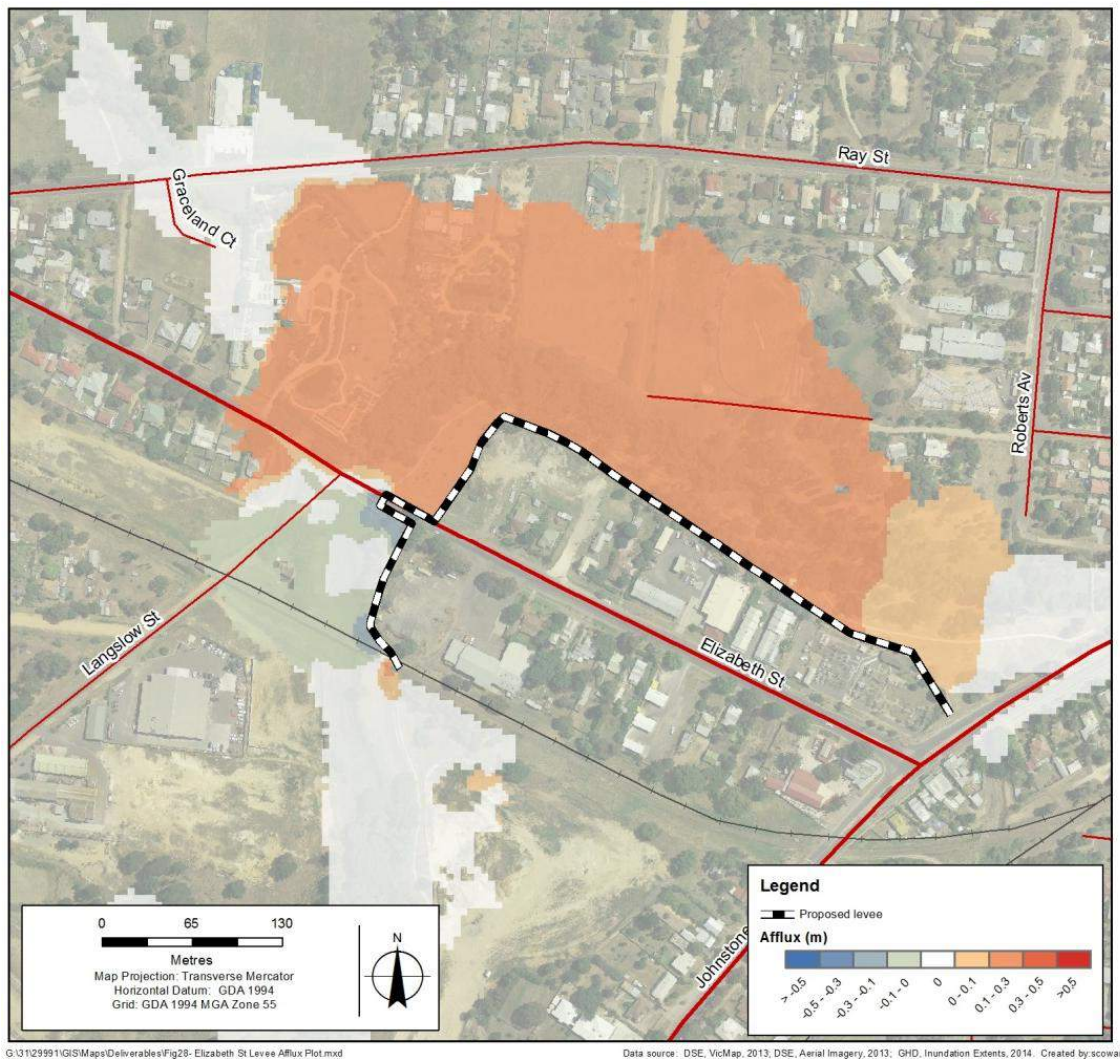 Ray St
Graceland Ct
Roberts Av
Langslow St
Elizabeth St
Johnstone
0 65 130
Metres
Map Projection: Transverse Mercator
Horizontal Datum: GDA 1994
Grid: GDA 1994 MGA Zone 55
N
Legend
Proposed levee
Afflux (m)
> -0.5
-0.5 - -0.3
-0.3 - -0.1
-0.1 - 0
0
0 - 0.1
0.1 - 0.3
0.3 - 0.5
>0.5
G:\31\29991\GIS\Maps\Deliverables\Fig28- Elizabeth St Levee Afflux Plot.mxd
Data source: DSE, VicMap, 2013; DSE, Aerial Imagery, 2013; GHD, Inundation Extents, 2014. Created by: